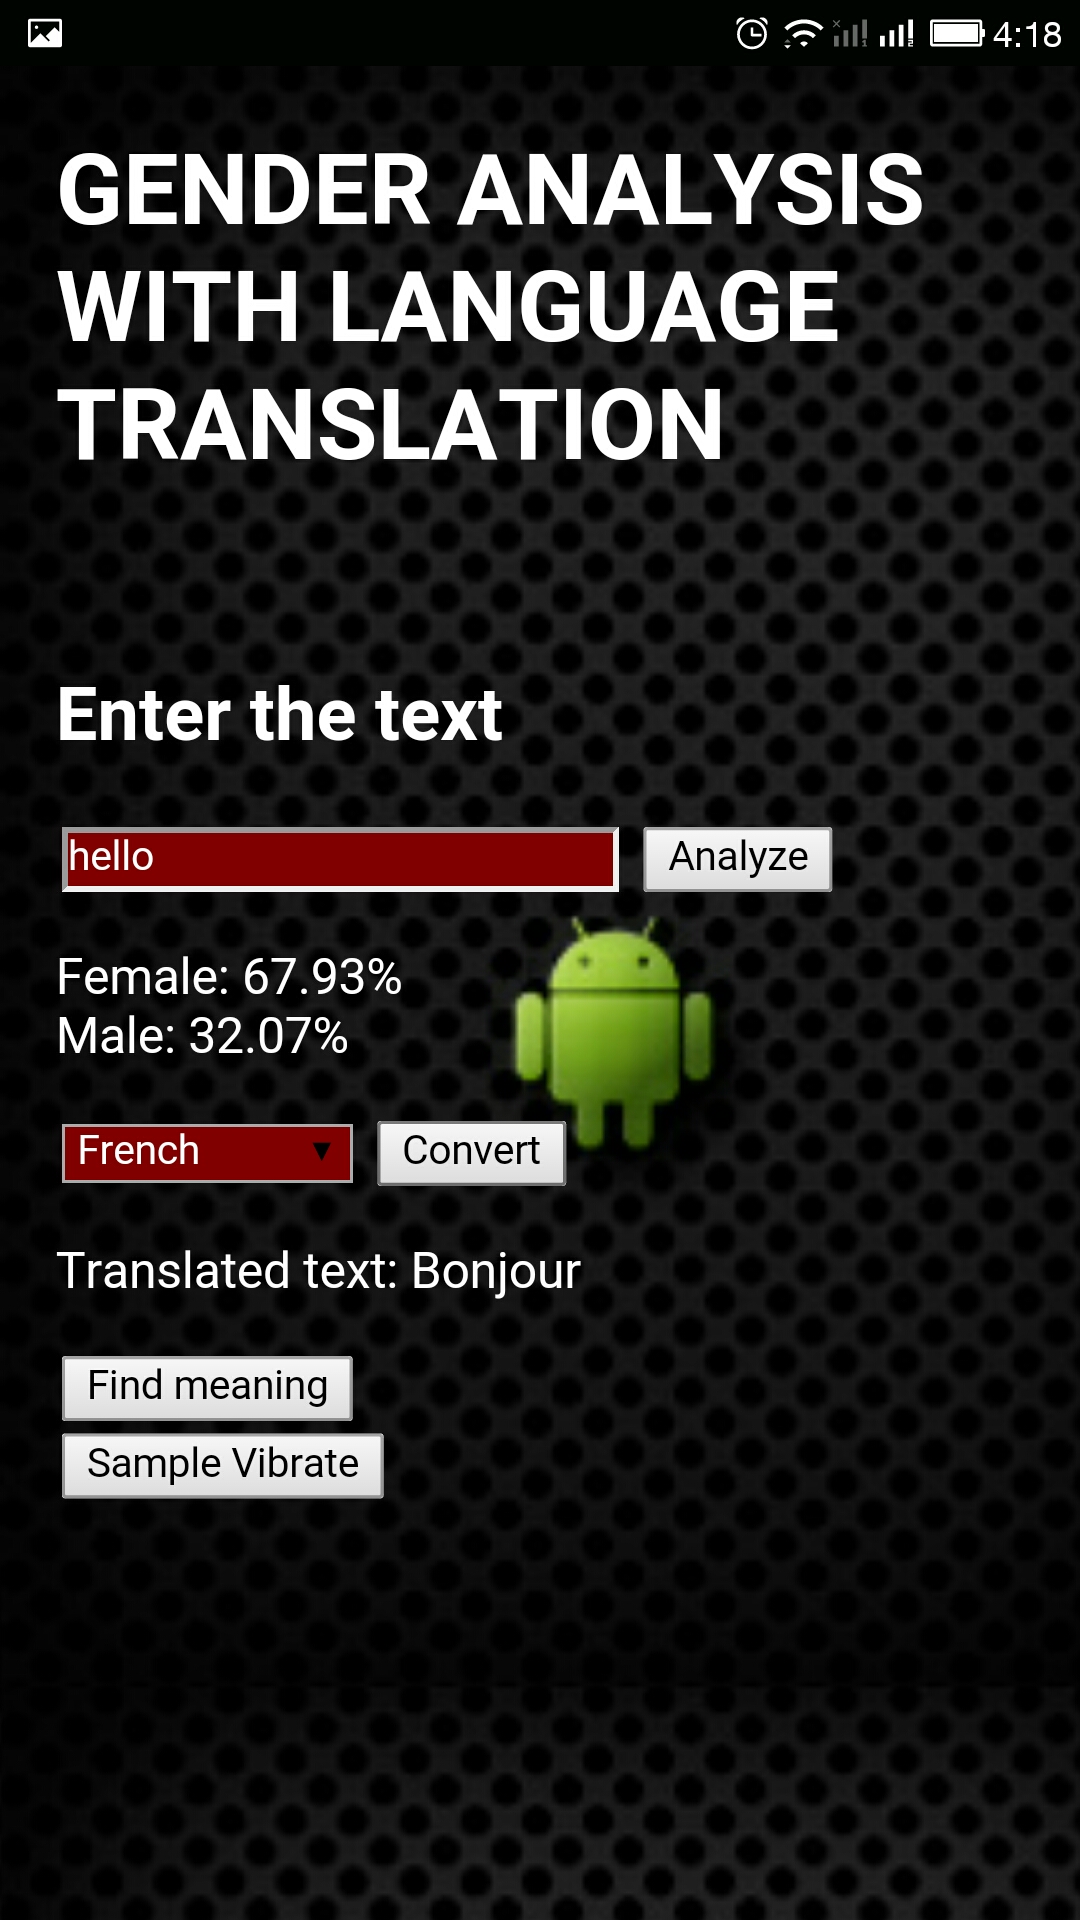 4:18
GENDER ANALYSIS
WITH LANGUAGE
TRANSLATION
Enter the text
hello
Analyze
Female: 67.93%
Male: 32.07%
French
Convert
Translated text: Bonjour
Find meaning
Sample Vibrate